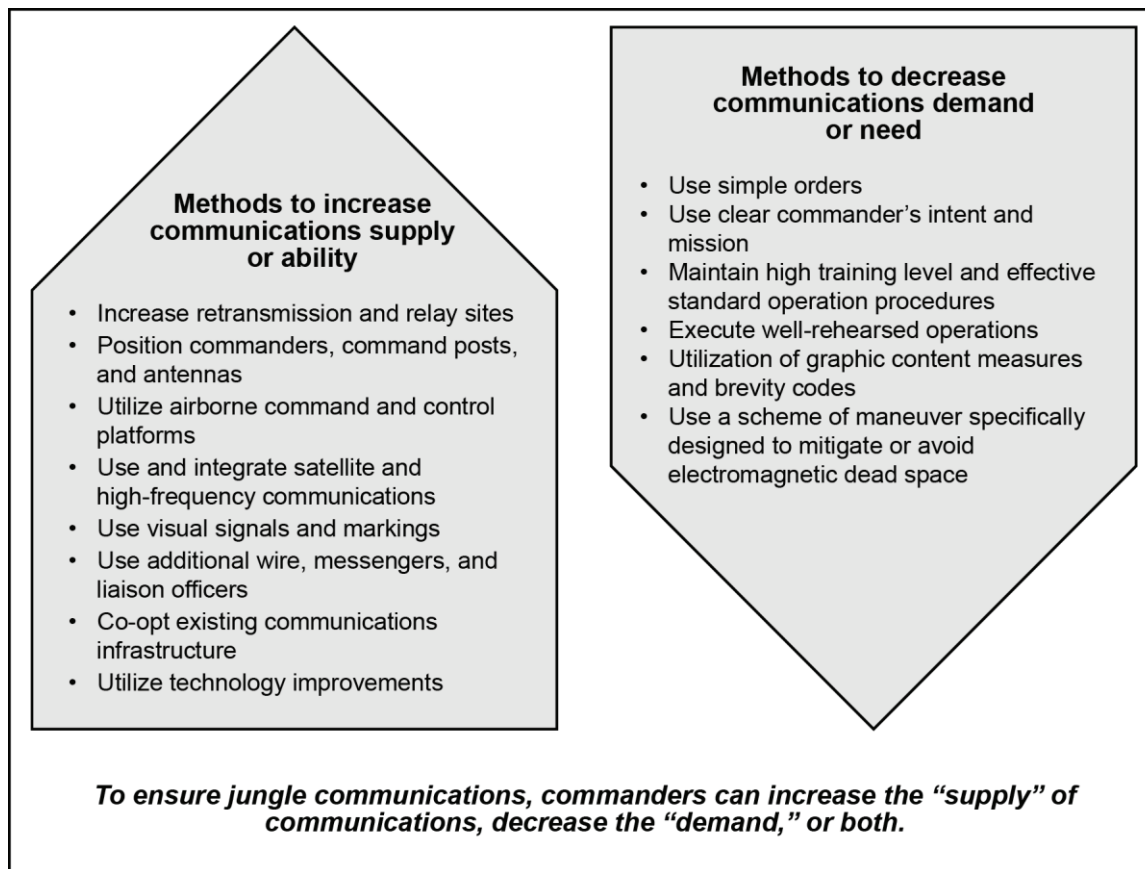 Methods to increase
communications supply
or ability
• Increase retransmission and relay sites
• Position commanders, command posts,
and antennas
• Utilize airborne command and control
platforms
• Use and integrate satellite and
high-frequency communications
• Use visual signals and markings
• Use additional wire, messengers, and
liaison officers
• Co-opt existing communications
infrastructure
• Utilize technology improvements
Methods to decrease
communications demand
or need
• Use simple orders
• Use clear commander’s intent and
mission
• Maintain high training level and effective
standard operation procedures
• Execute well-rehearsed operations
• Utilization of graphic content measures
and brevity codes
• Use a scheme of maneuver specifically
designed to mitigate or avoid
electromagnetic dead space
To ensure jungle communications, commanders can increase the “supply” of
communications, decrease the “demand,” or both.